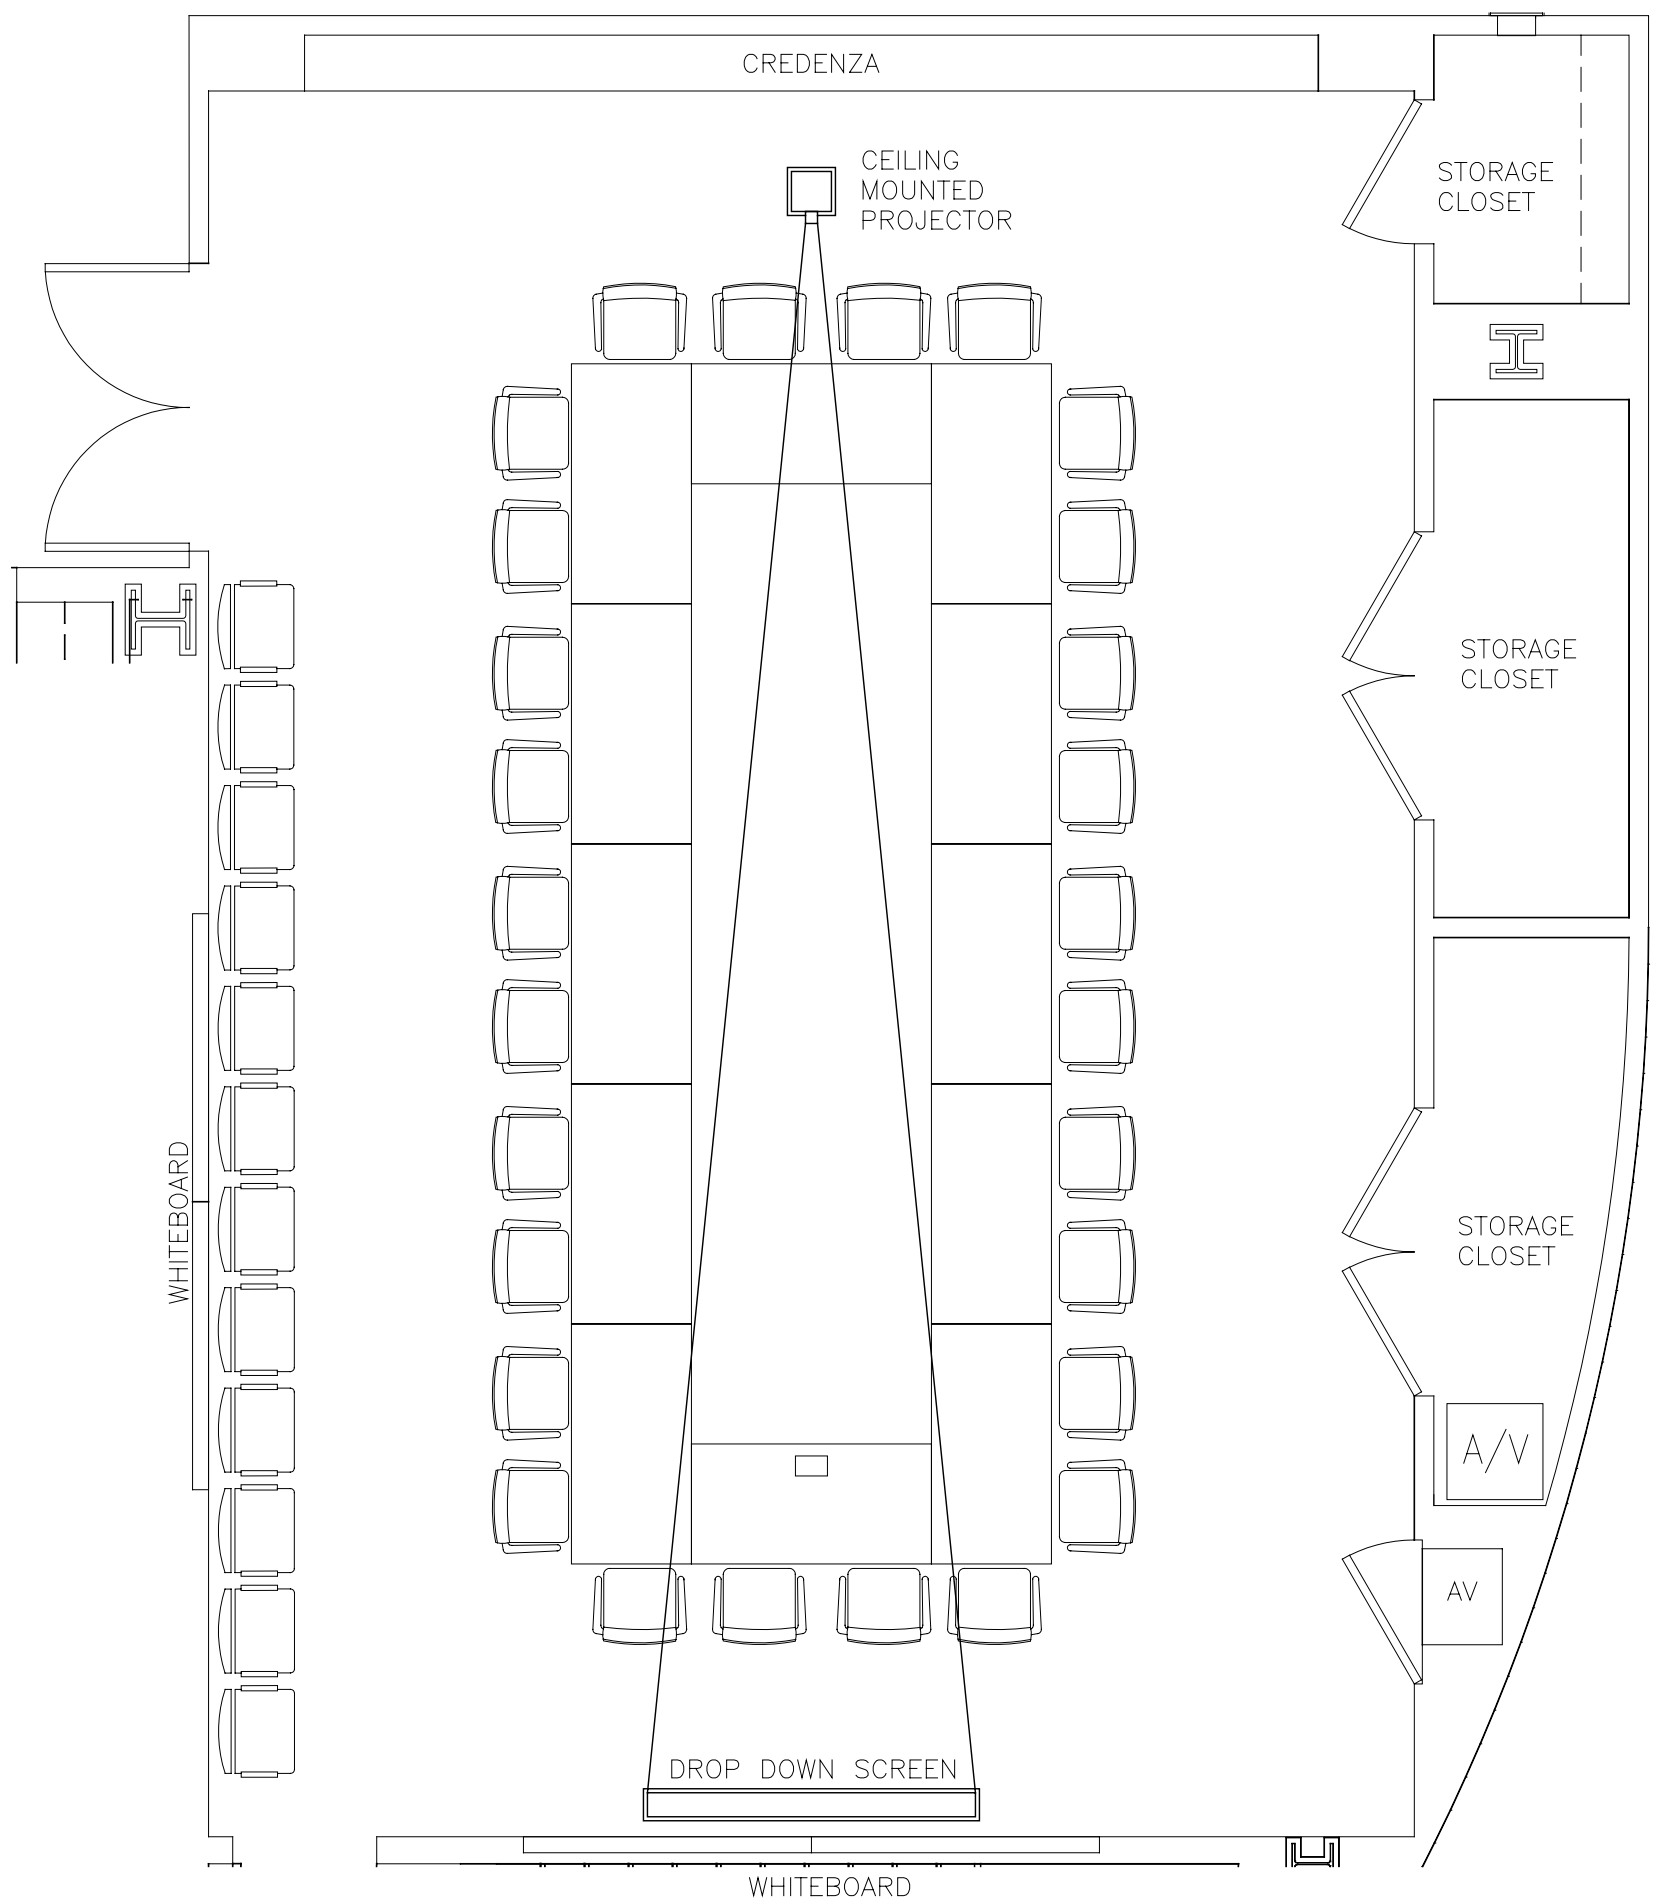 CREDENZA
CEILING
MOUNTED
PROJECTOR
STORAGE
CLOSET
STORAGE
CLOSET
WHITEBOARD
STORAGE
CLOSET
A/V
AV
DROP DOWN SCREEN
WHITEBOARD